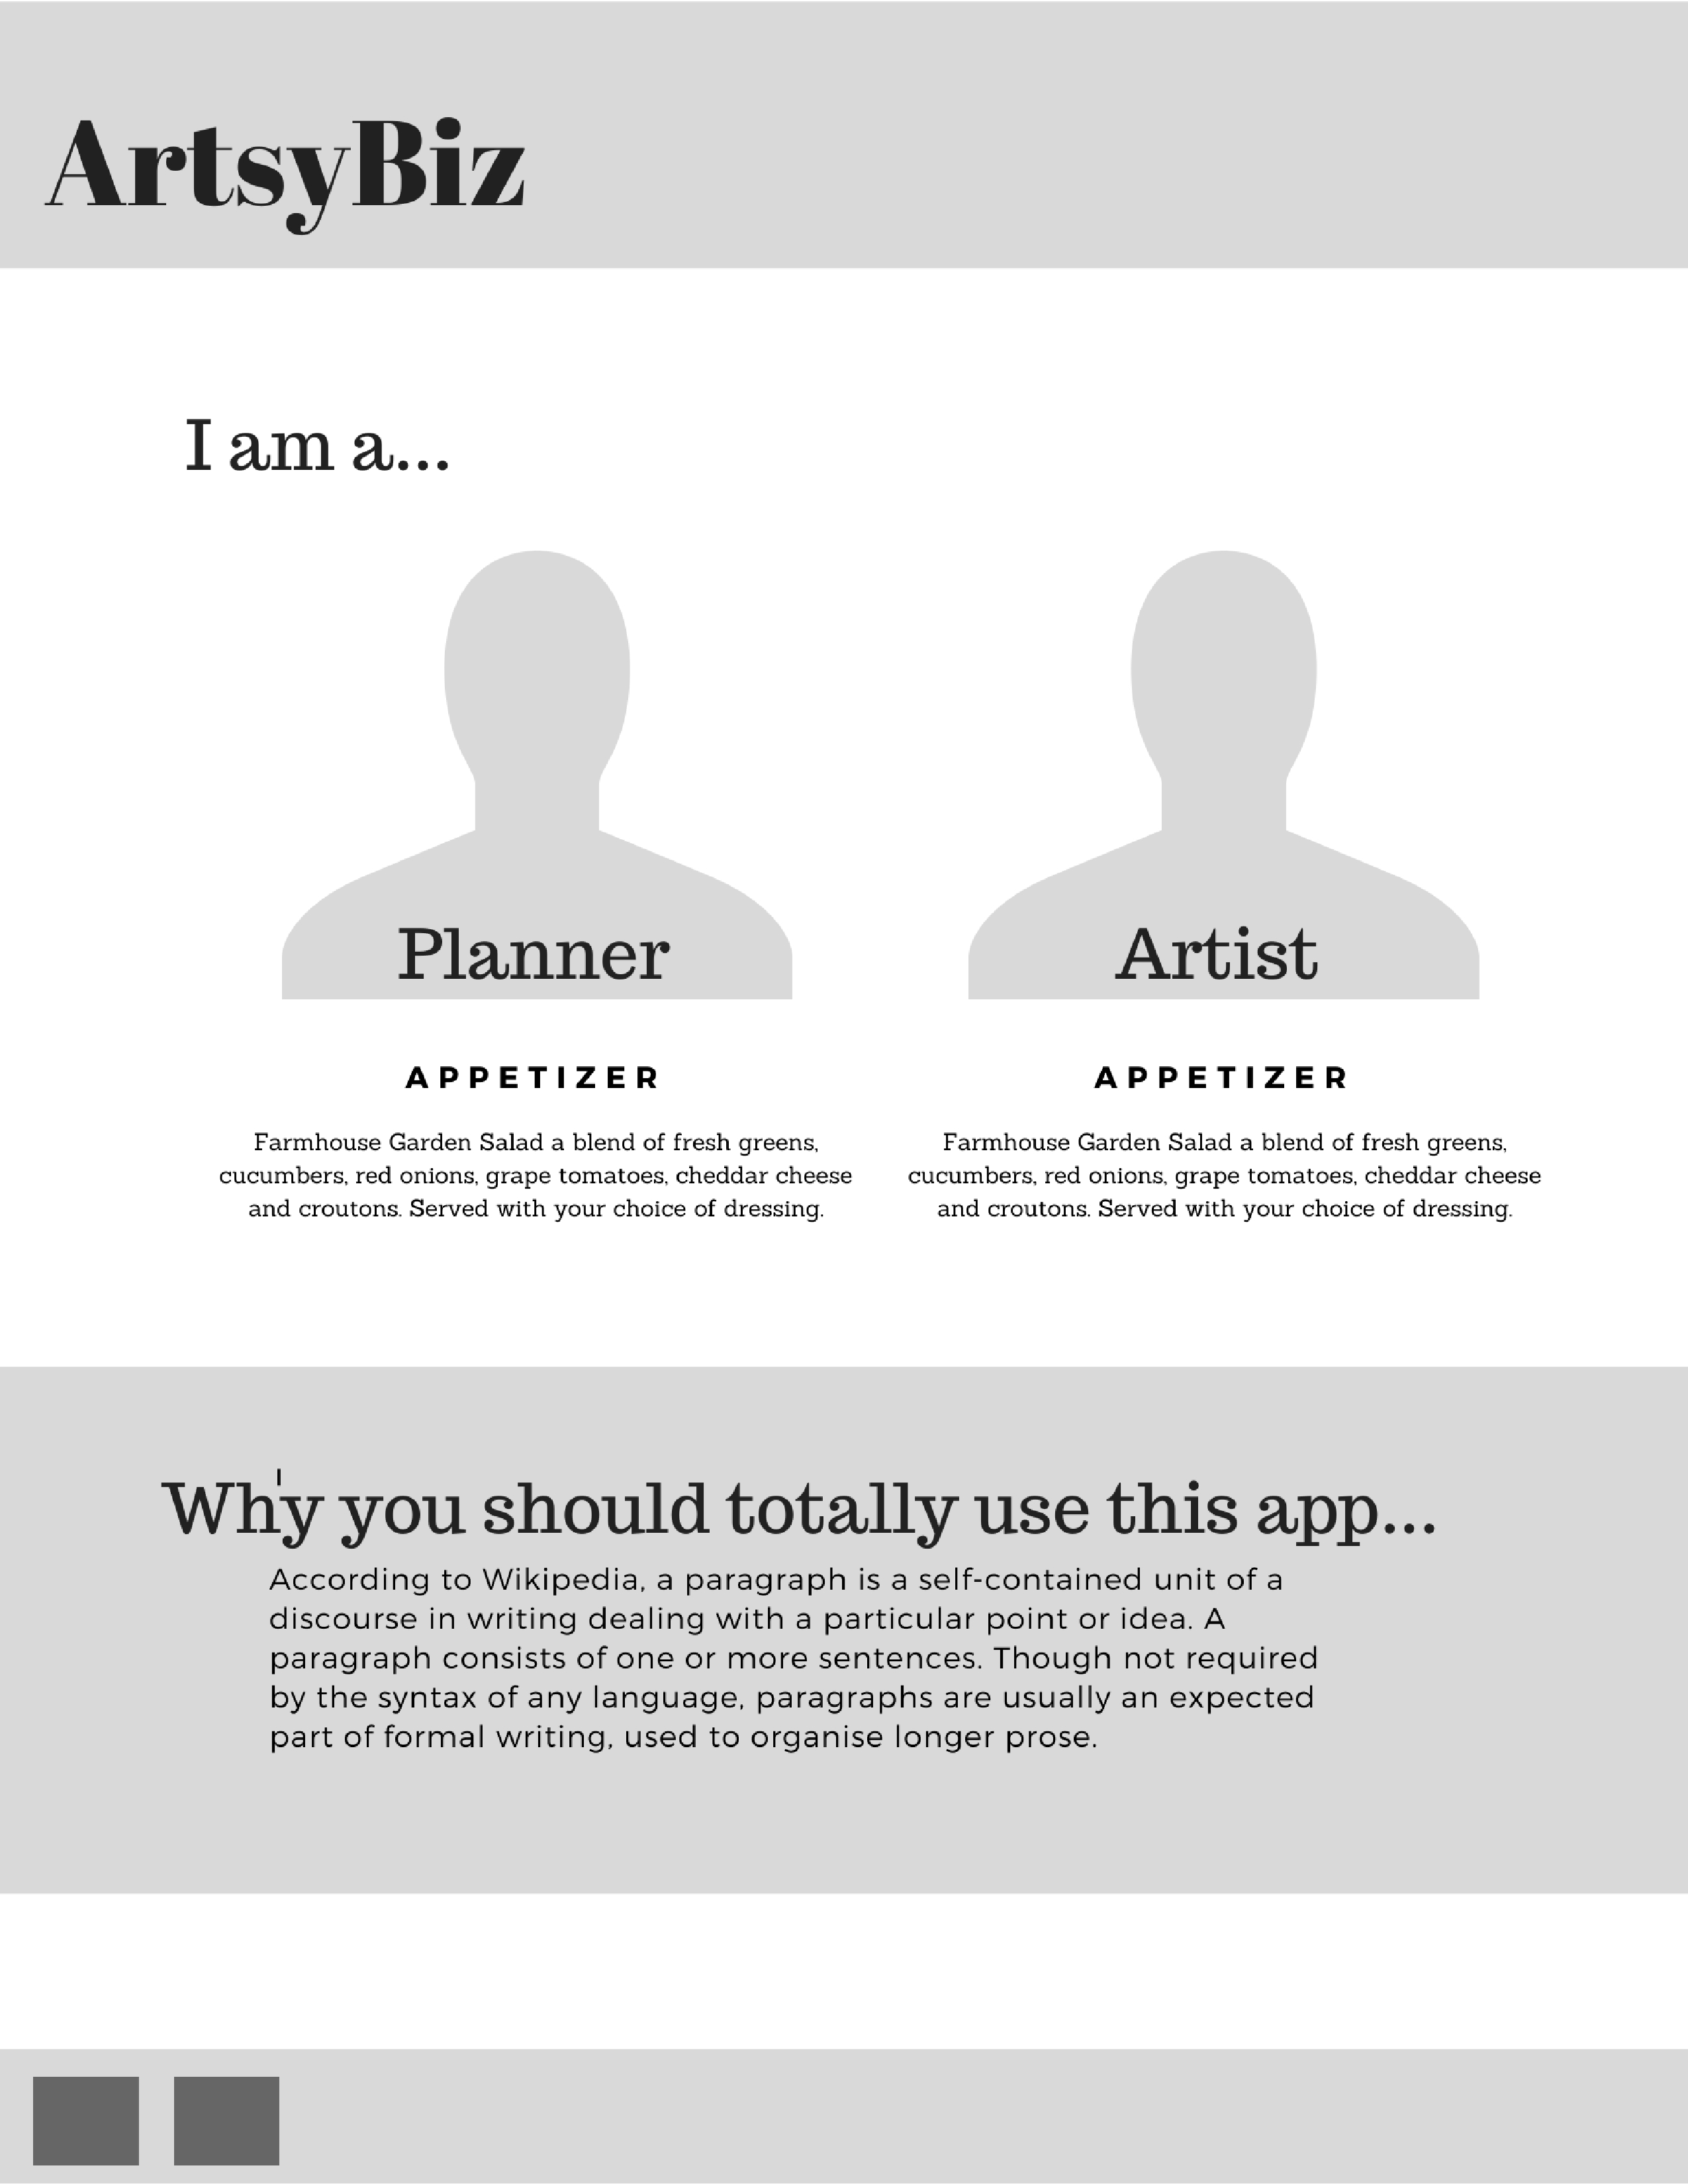 ArtsyBiz
I am a...
Planner
Artist
APPETIZER
Farmhouse Garden Salad a blend of fresh greens,
cucumbers, red onions, grape tomatoes, cheddar cheese
and croutons. Served with your choice of dressing.
APPETIZER
Farmhouse Garden Salad a blend of fresh greens,
cucumbers, red onions, grape tomatoes, cheddar cheese
and croutons. Served with your choice of dressing.
Why you should totally use this app...
According to Wikipedia, a paragraph is a self-contained unit of a
discourse in writing dealing with a particular point or idea. A
paragraph consists of one or more sentences. Though not required
by the syntax of any language, paragraphs are usually an expected
part of formal writing, used to organise longer prose.